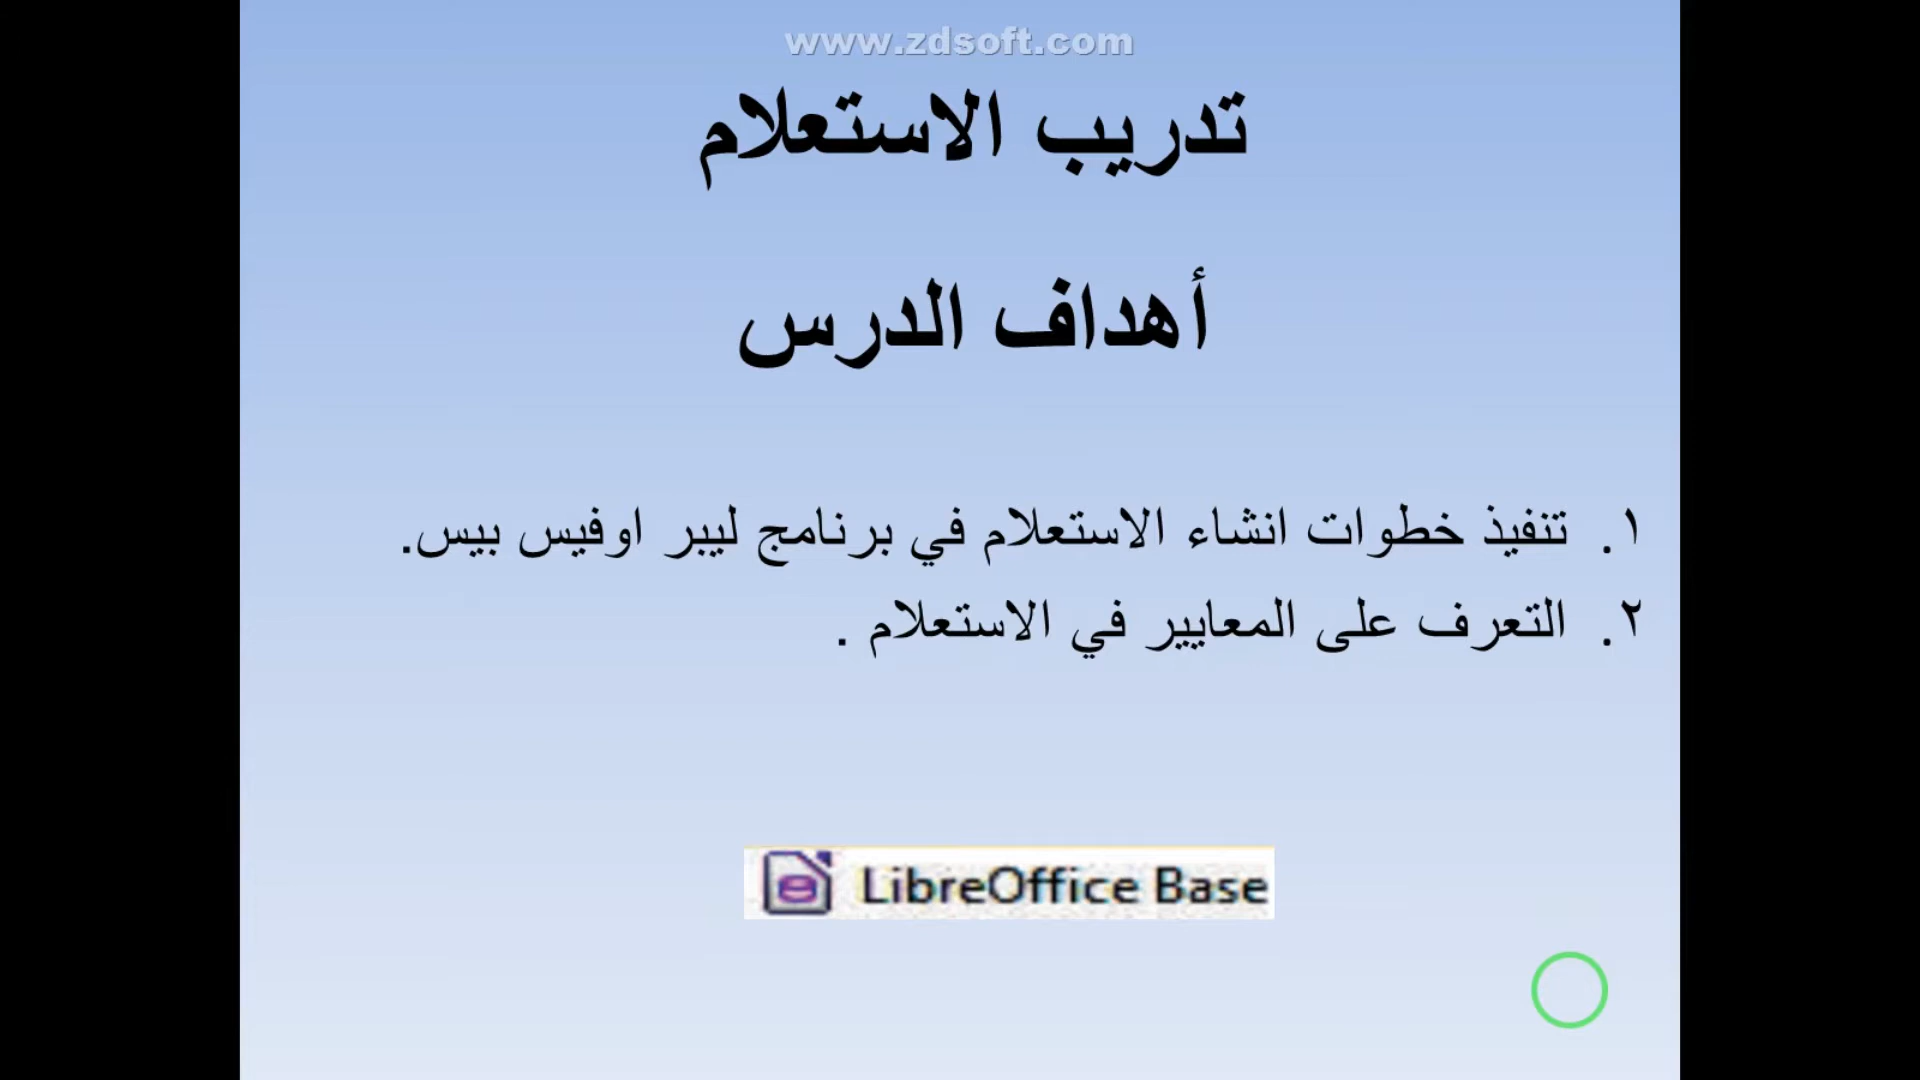 www.zdsoft.com
تدريب الاستعلام
أهداف الدرس
١. تنفيذ خطوات انشاء الاستعلام في برنامج ليبر اوفيس بيس.
٢. التعرف على المعايير في الاستعلام .
LibreOffice Base